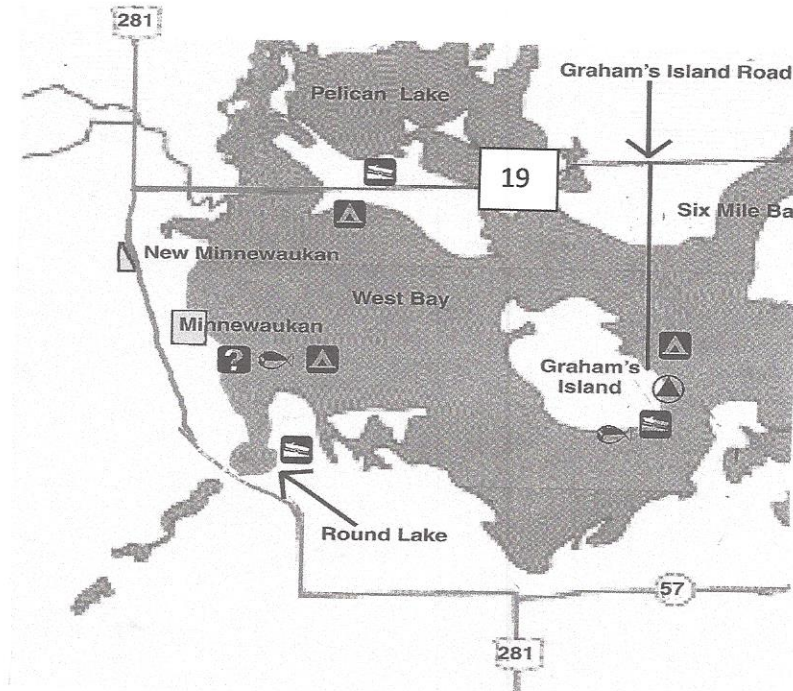 281
Graham's Island Road
Pelican Lake
19
Six Mile Ba
New Minnewaukan
West Bay
Minnewaukan
?
Graham's
Island
Round Lake
57
281